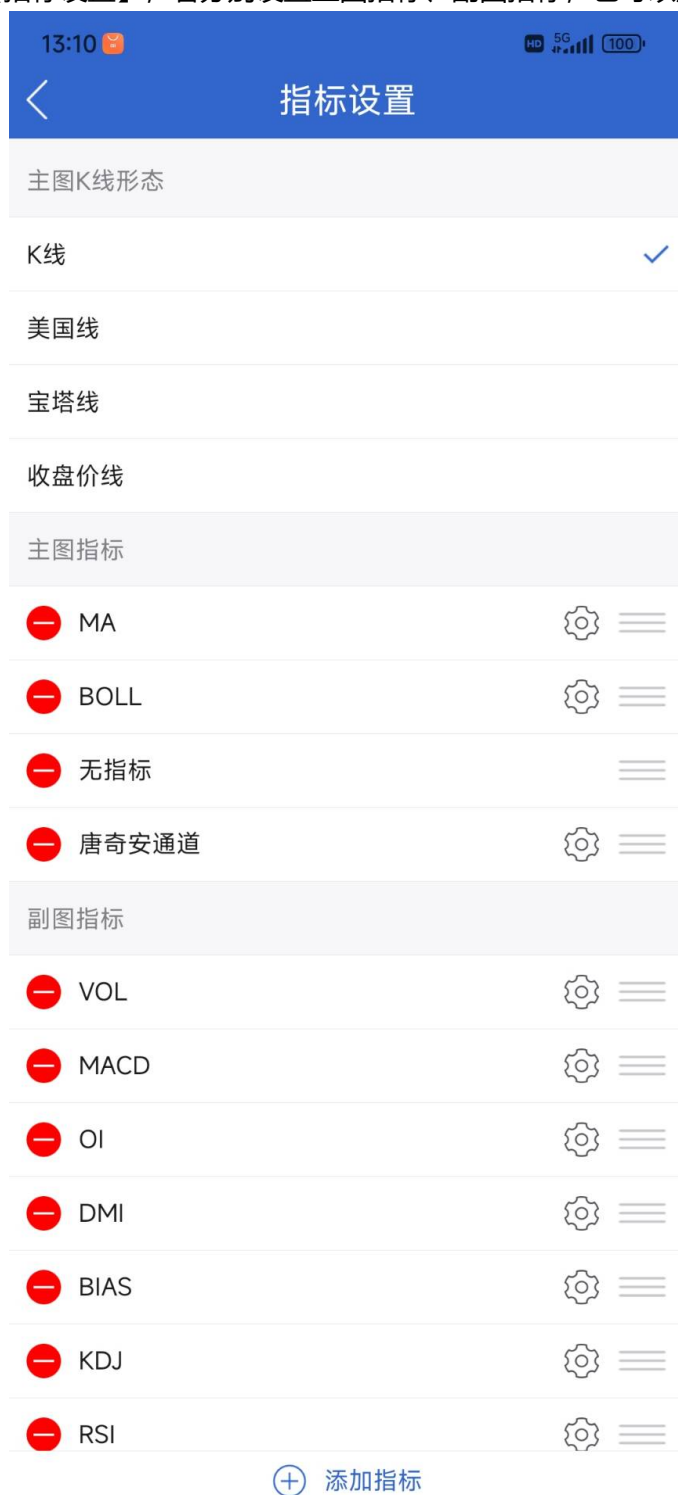 13:10 HD 5G 100
指标设置
主图K线形态
K线
美国线
宝塔线
收盘价线
主图指标
MA
BOLL
无指标
唐奇安通道
副图指标
VOL
MACD
OI
DMI
BIAS
KDJ
RSI
添加指标